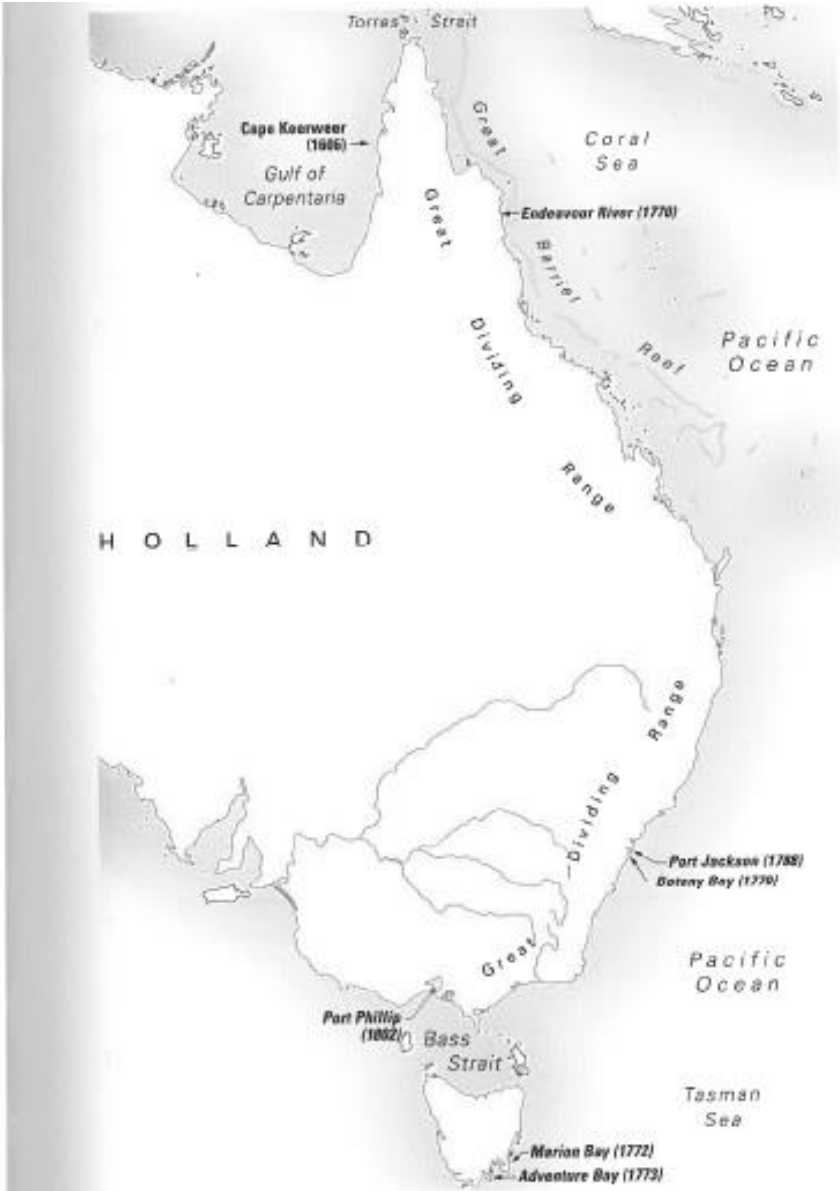 Torres Strait
Great
Coral
Sea
Cape Keerweer
(1606)
Gulf of
Carpentaria
Great
Endeavour River (1770)
Barrier
Dividing
Reef
Pacific
Ocean
Range
HOLLAND
Range
Dividing
Port Jackson (1788)
Botany Bay (1770)
Great
Pacific
Ocean
Port Phillip
(1802)
Bass
Strait
Tasman
Sea
Marion Bay (1772)
Adventure Bay (1773)